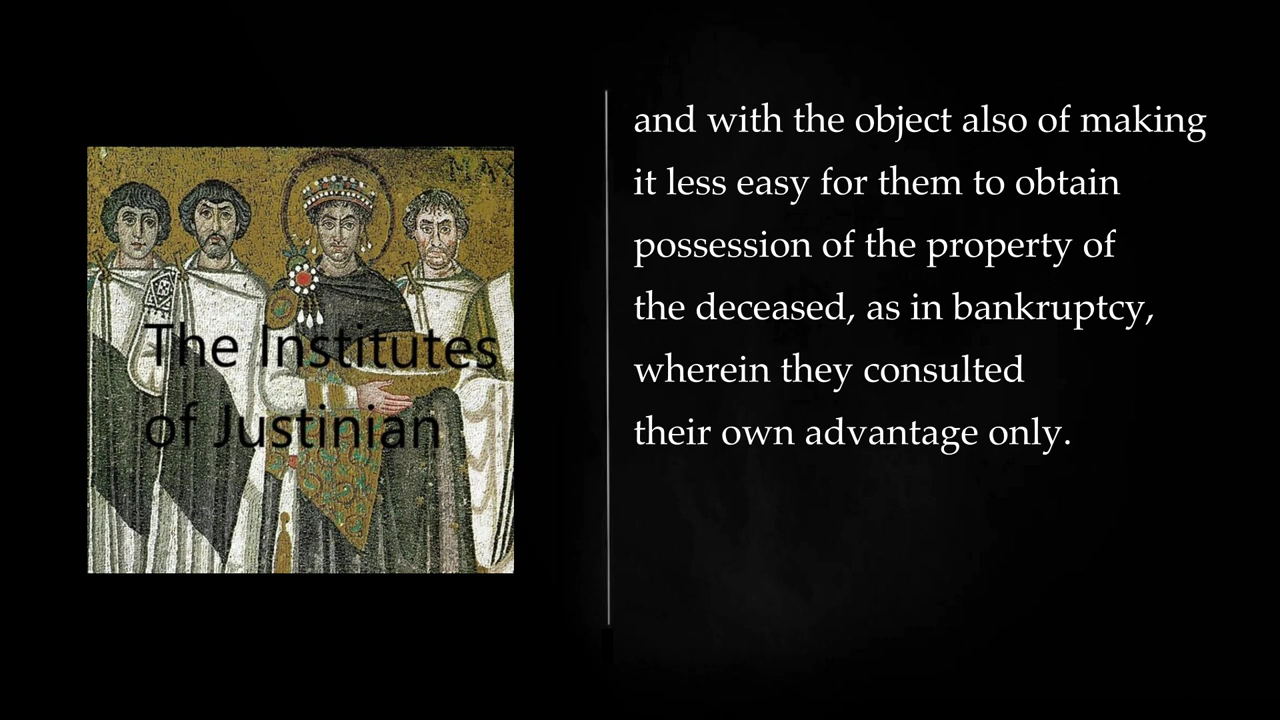 The Institutes
of Justinian
and with the object also of making
it less easy for them to obtain
possession of the property of
the deceased, as in bankruptcy,
wherein they consulted
their own advantage only.